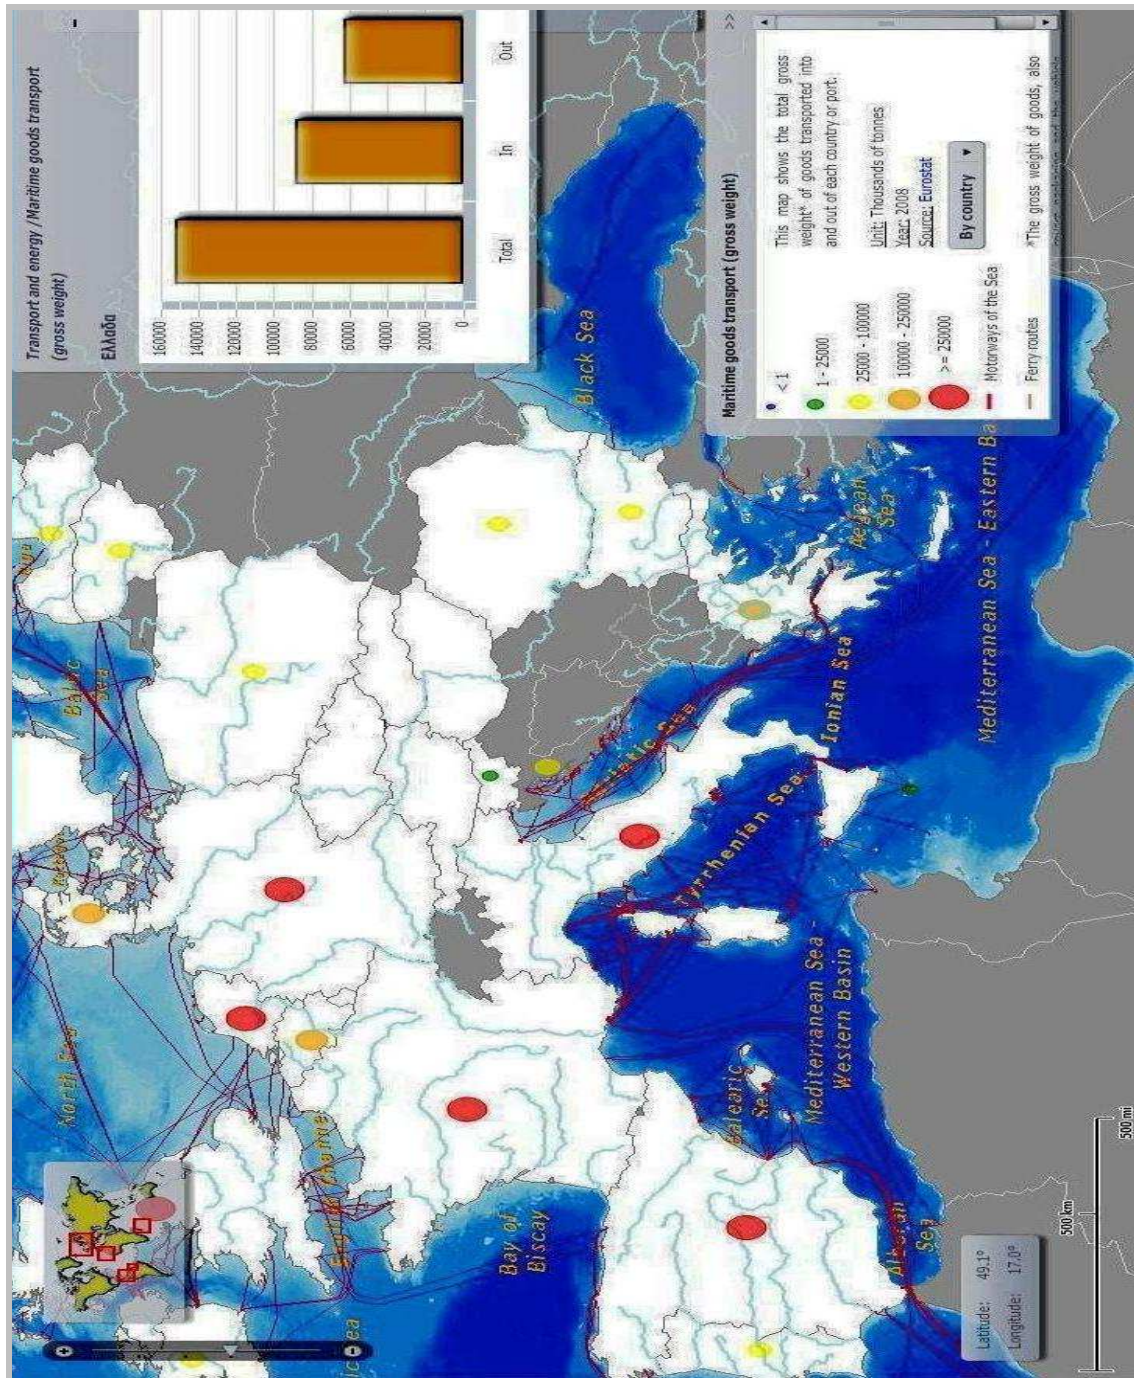 Transport and energy /Maritime goods transport
(gross weight)
Ελλαδα
160000
140000
120000
100000
80000
60000
40000
20000
0
Total
In
Out
Maritime goods transport (gross weight)
>>
< 1
1 - 25000
25000 - 100000
100000 - 250000
>= 250000
Motorways of the Sea
Ferry routes
This map shows the total gross
weight* of goods transported into
and out of each country or port.
Unit: Thousands of tonnes
Year: 2008
Source: Eurostat
By country
*The gross weight of goods, also
North Sea
Baltic
Sea
English Channel
Bay of
Biscay
Black Sea
Adriatic Sea
Aegean
Sea
Ionian Sea
Tyrrhenian Sea
Balearic
Sea
Alboran
Sea
Mediterranean Sea -
Western Basin
Mediterranean Sea - Eastern Ba
Latitude: 49.1°
Longitude: 17.0°
500 km
500 mi